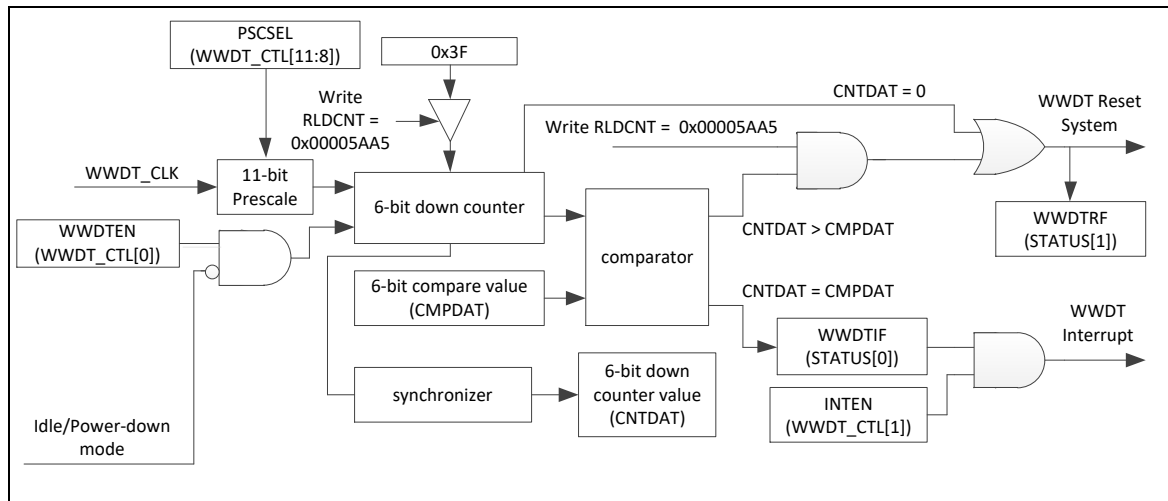 PSCSEL
(WWDT_CTL[11:8])
0x3F
Write
RLDCNT =
0x00005AA5
CNTDAT = 0
WWDT Reset
System
Write RLDCNT =  0x00005AA5
WWDT_CLK
11-bit
Prescale
6-bit down counter
WWDTEN
(WWDT_CTL[0])
comparator
CNTDAT > CMPDAT
WWDTRF
(STATUS[1])
6-bit compare value
(CMPDAT)
CNTDAT = CMPDAT
WWDTIF
(STATUS[0])
WWDT
Interrupt
synchronizer
6-bit down
counter value
(CNTDAT)
INTEN
(WWDT_CTL[1])
Idle/Power-down
mode